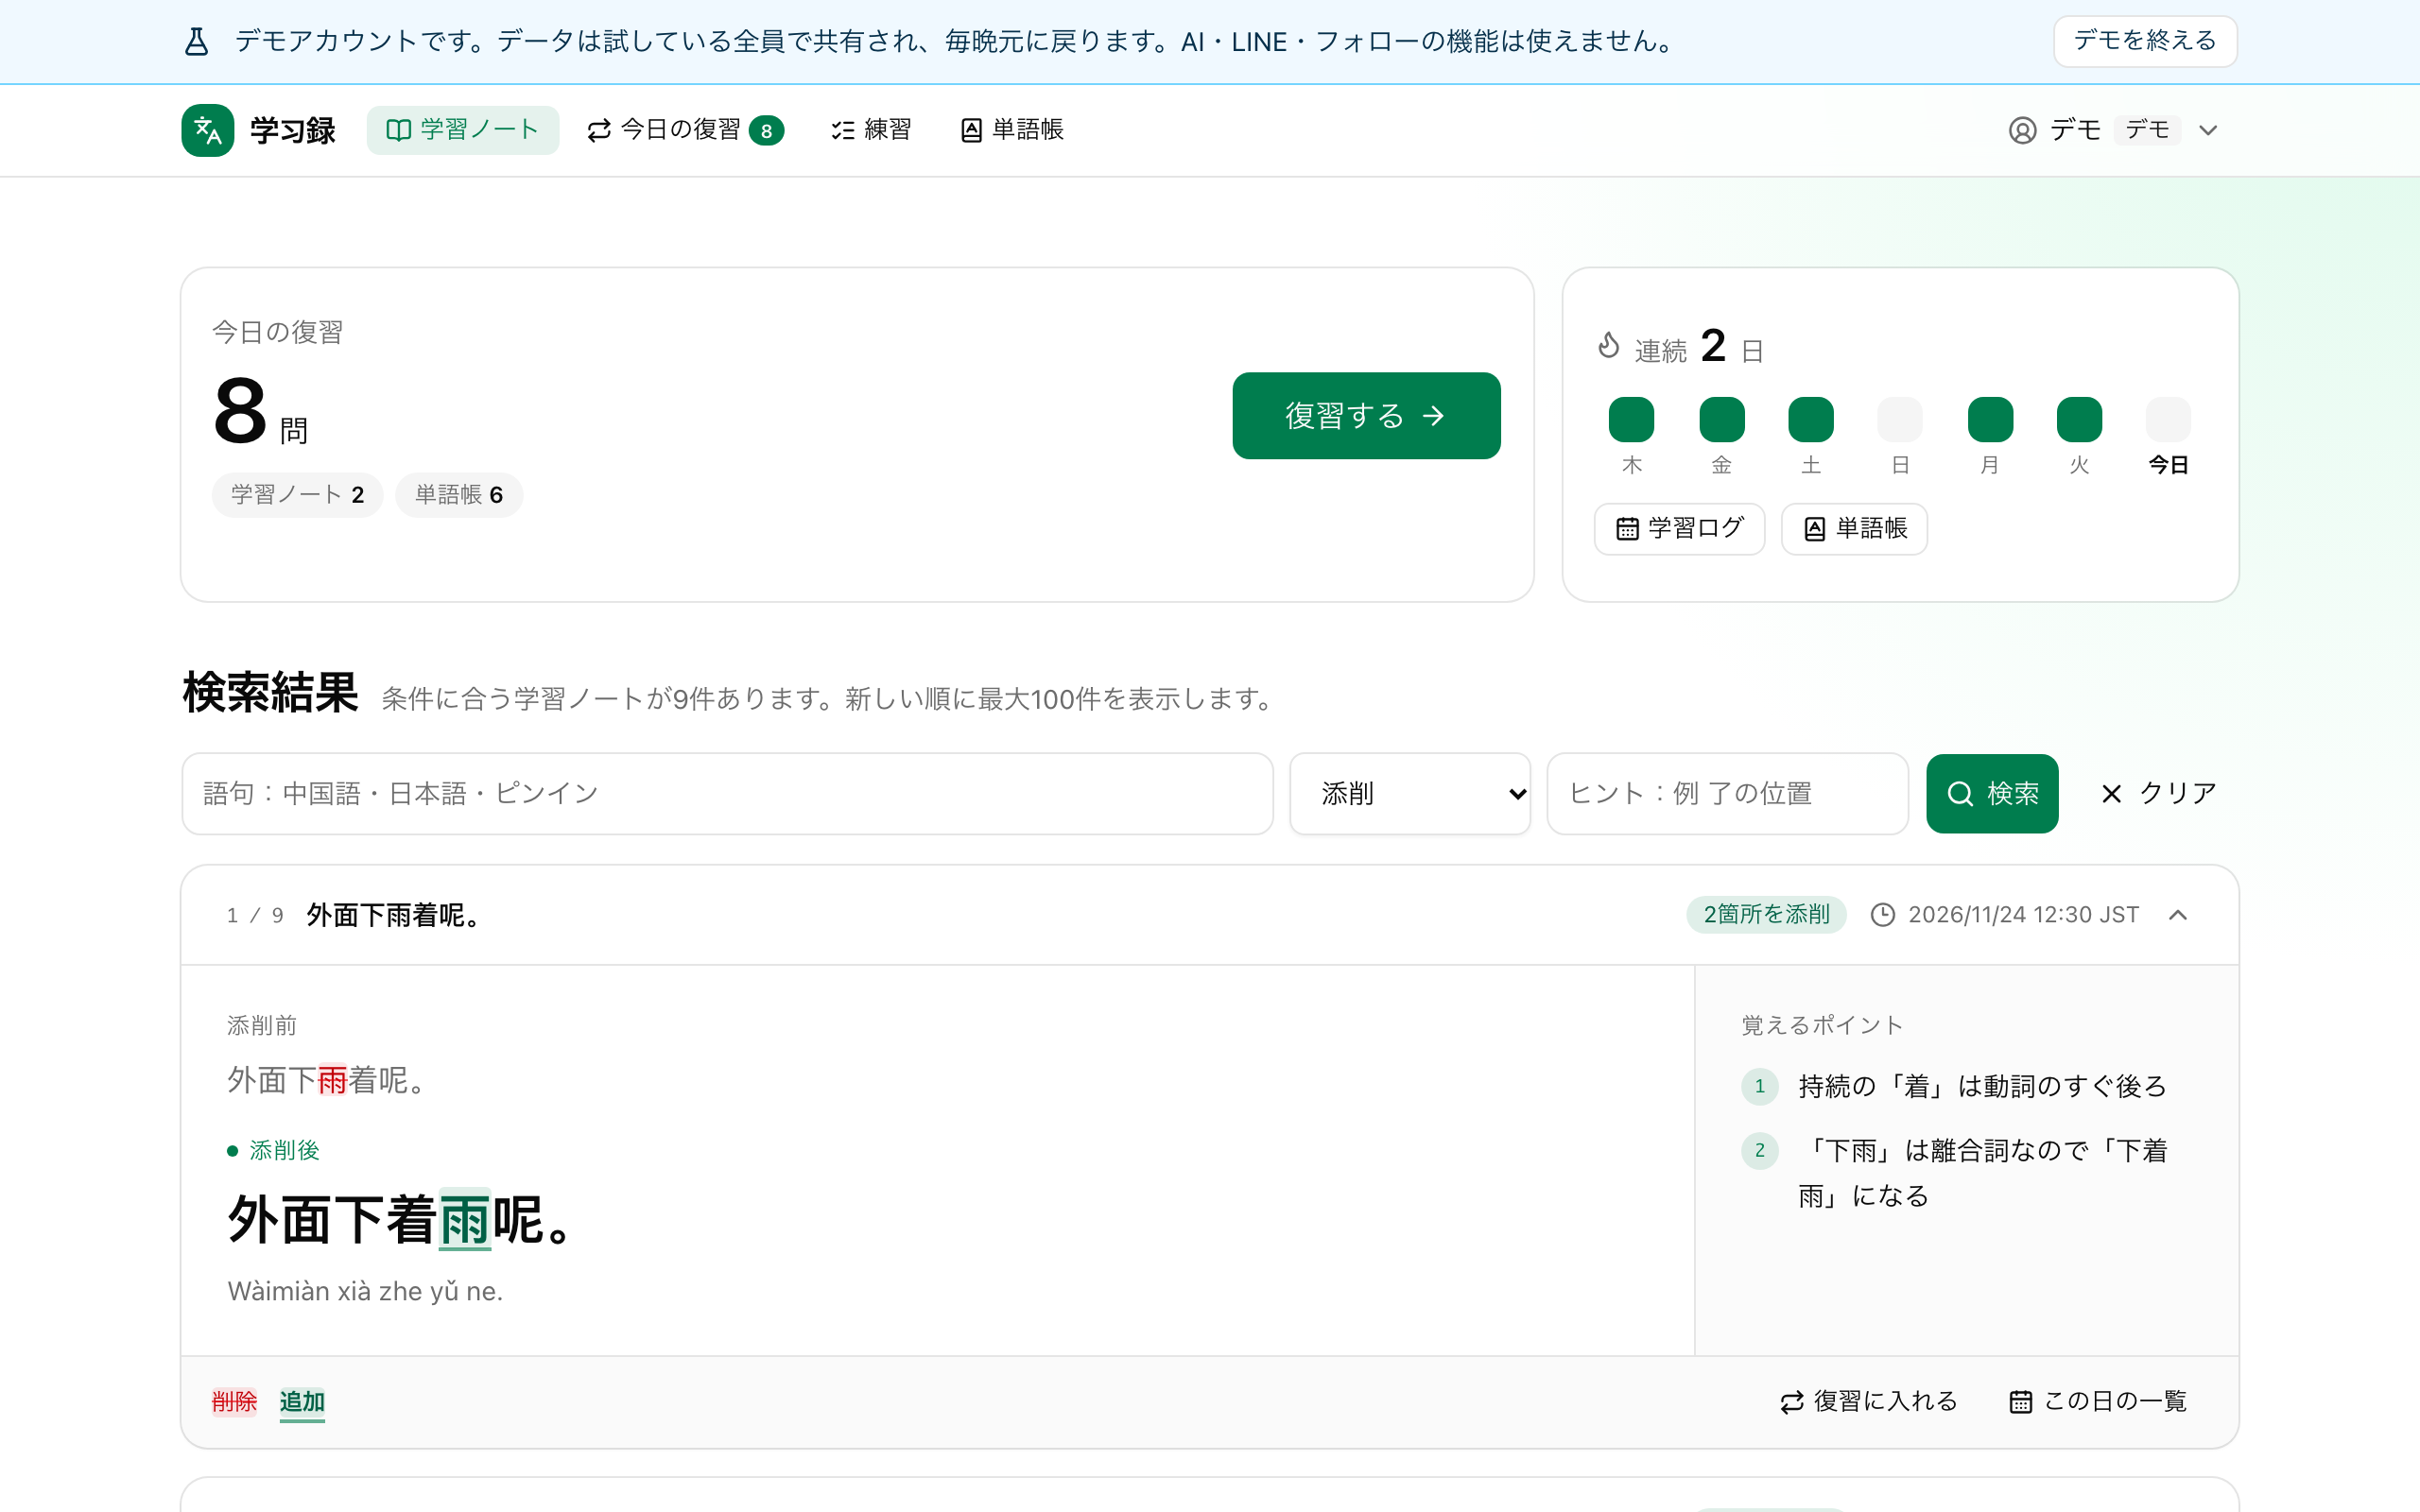 デモアカウントです。データは試している全員で共有され、毎晩元に戻ります。AI・LINE・フォローの機能は使えません。
デモを終える
学习録
学習ノート
今日の復習 8
練習
単語帳
デモ デモ
今日の復習
8 問
学習ノート 2
単語帳 6
復習する →
連続 2 日
木 金 土 日 月 火 今日
学習ログ
単語帳
検索結果 条件に合う学習ノートが9件あります。新しい順に最大100件を表示します。
語句：中国語・日本語・ピンイン
添削
ヒント：例 了の位置
検索
クリア
1 / 9 外面下雨着呢。
2箇所を添削
2026/11/24 12:30 JST
添削前
外面下雨着呢。
添削後
外面下着雨呢。
Wàimiàn xià zhe yǔ ne.
覚えるポイント
1 持続の「着」は動詞のすぐ後ろ
2 「下雨」は離合詞なので「下着
雨」になる
削除 追加
復習に入れる
この日の一覧